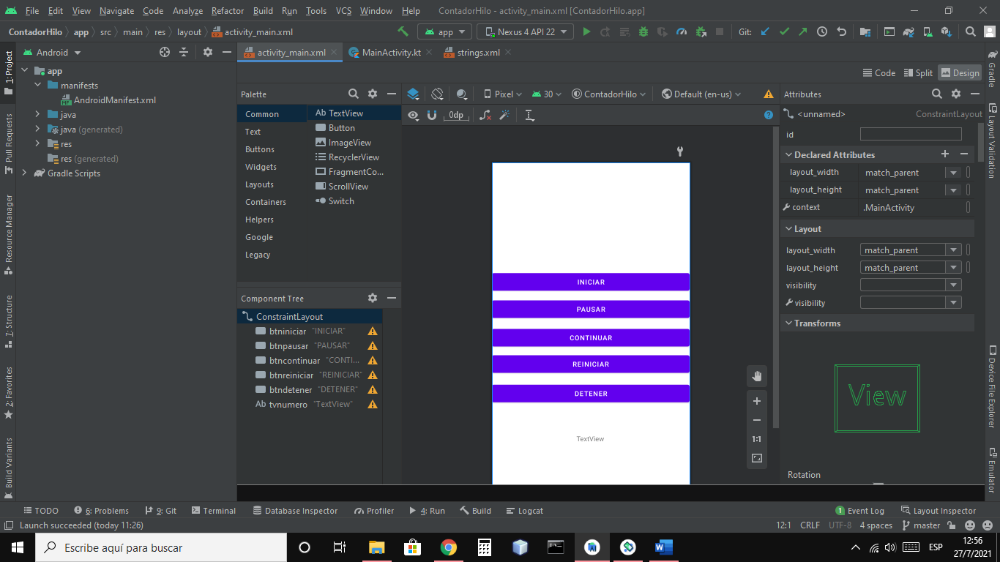 File Edit View Navigate Code Analyze Refactor Build Run Tools VCS Window Help ContadorHilo - activity_main.xml [ContadorHilo.app]
ContadorHilo app src main res layout activity_main.xml app Nexus 4 API 22 Git:
Android activity_main.xml MainActivity.kt strings.xml
1: Project
Pull Requests
Resource Manager
7: Structure
2: Favorites
Build Variants
app
manifests
AndroidManifest.xml
java
java (generated)
res
res (generated)
Gradle Scripts
Code Split Design
Palette
Common
Text
Buttons
Widgets
Layouts
Containers
Helpers
Google
Legacy
Ab TextView
Button
ImageView
RecyclerView
FragmentCo...
ScrollView
Switch
Component Tree
ConstraintLayout
btniniciar "INICIAR"
btnpausar "PAUSAR"
btncontinuar "CONTI...
btnreiniciar "REINICIAR"
btndetener "DETENER"
Ab tvnumero "TextView"
Pixel 30 ContadorHilo Default (en-us)
0dp
INICIAR
PAUSAR
CONTINUAR
REINICIAR
DETENER
TextView
1:1
Attributes
<unnamed> ConstraintLayout
id
Declared Attributes
layout_width match_parent
layout_height match_parent
context .MainActivity
Layout
layout_width match_parent
layout_height match_parent
visibility
visibility
Transforms
View
Rotation
Gradle
Layout Validation
Device File Explorer
Emulator
TODO 6: Problems 9: Git Terminal Database Inspector Profiler 4: Run Build Logcat 1 Event Log Layout Inspector
Launch succeeded (today 11:26) 12:1 CRLF UTF-8 4 spaces master
Escribe aquí para buscar ESP 12:56
27/7/2021